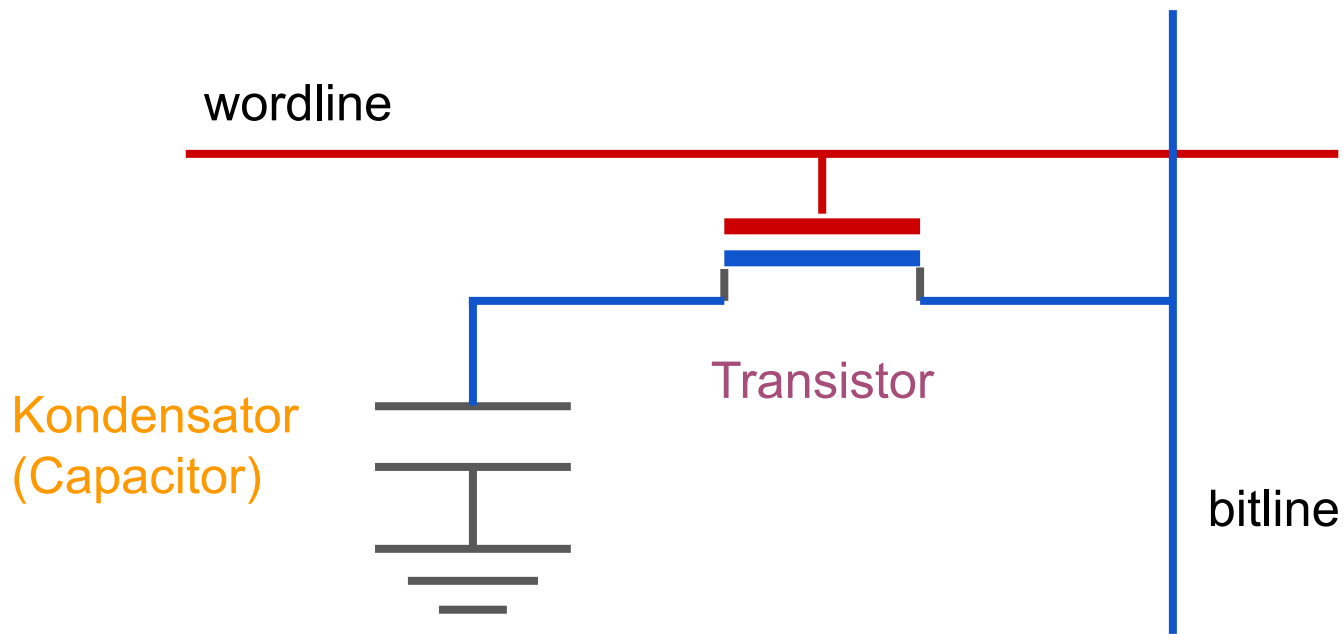 wordline
Transistor
Kondensator
(Capacitor)
bitline